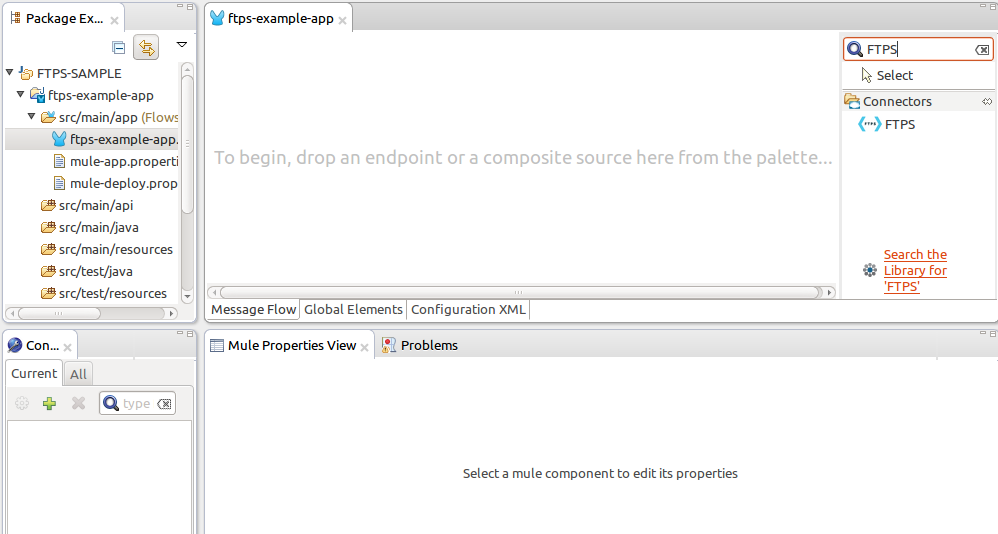 Package Ex...
FTPS-SAMPLE
ftps-example-app
src/main/app (Flows
ftps-example-app.
mule-app.properti
mule-deploy.prop
src/main/api
src/main/java
src/main/resources
src/test/java
src/test/resources
ftps-example-app
To begin, drop an endpoint or a composite source here from the palette...
FTPS
Select
Connectors
FTPS
FTPS
Search the
Library for
'FTPS'
Message Flow
Global Elements
Configuration XML
Con...
Current
All
type
Mule Properties View
Problems
Select a mule component to edit its properties